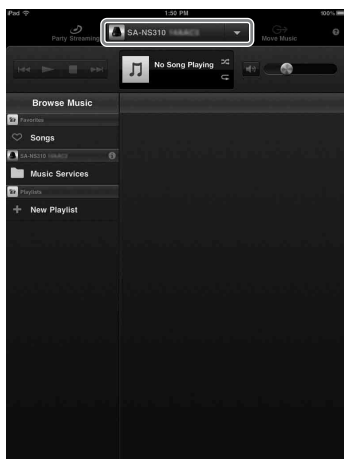 iPad 1:50 PM 100%
Party Streaming SA-NS310 Move Music
No Song Playing
Browse Music
Favorites
Songs
SA-NS310
Music Services
Playlists
New Playlist